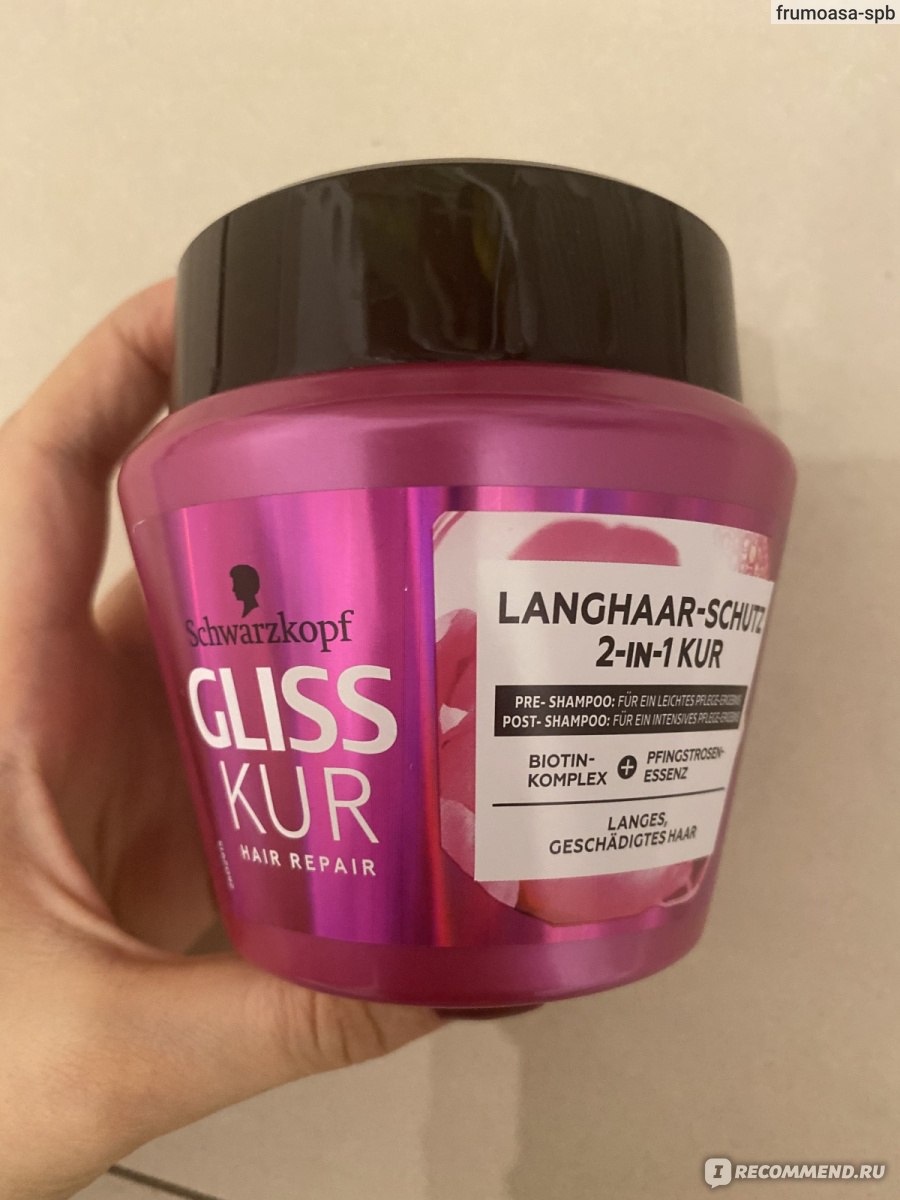 frumoasa-spb
Schwarzkopf
GLISS
KUR
HAIR REPAIR
LANGHAAR-SCHUTZ
2-IN-1 KUR
PRE- SHAMPOO: FÜR EIN LEICHTES PFLEGE-ERGEBNIS
POST- SHAMPOO: FÜR EIN INTENSIVES PFLEGE-ERGEBNIS
BIOTIN-
KOMPLEX
+
PFINGSTROSEN-
ESSENZ
LANGES,
GESCHÄDIGTES HAAR
IRECOMMEND.RU